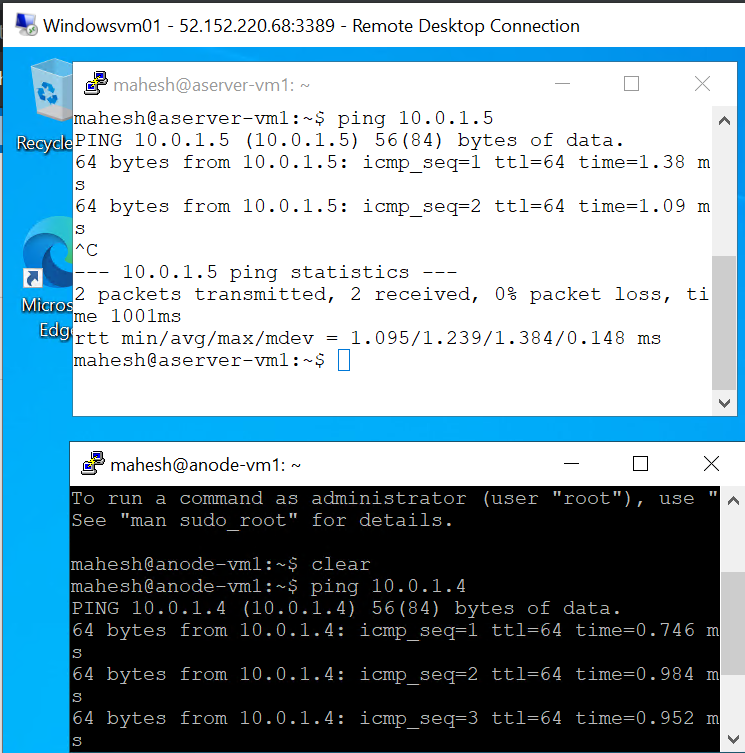 Windowsvm01 - 52.152.220.68:3389 - Remote Desktop Connection
Recycle
Micros
Edg
mahesh@aserver-vm1: ~
mahesh@aserver-vm1:~$ ping 10.0.1.5
PING 10.0.1.5 (10.0.1.5) 56(84) bytes of data.
64 bytes from 10.0.1.5: icmp_seq=1 ttl=64 time=1.38 m
s
64 bytes from 10.0.1.5: icmp_seq=2 ttl=64 time=1.09 m
s
^C
--- 10.0.1.5 ping statistics ---
2 packets transmitted, 2 received, 0% packet loss, ti
me 1001ms
rtt min/avg/max/mdev = 1.095/1.239/1.384/0.148 ms
mahesh@aserver-vm1:~$
mahesh@anode-vm1: ~
To run a command as administrator (user "root"), use "
See "man sudo_root" for details.
mahesh@anode-vm1:~$ clear
mahesh@anode-vm1:~$ ping 10.0.1.4
PING 10.0.1.4 (10.0.1.4) 56(84) bytes of data.
64 bytes from 10.0.1.4: icmp_seq=1 ttl=64 time=0.746 m
s
64 bytes from 10.0.1.4: icmp_seq=2 ttl=64 time=0.984 m
s
64 bytes from 10.0.1.4: icmp_seq=3 ttl=64 time=0.952 m
s